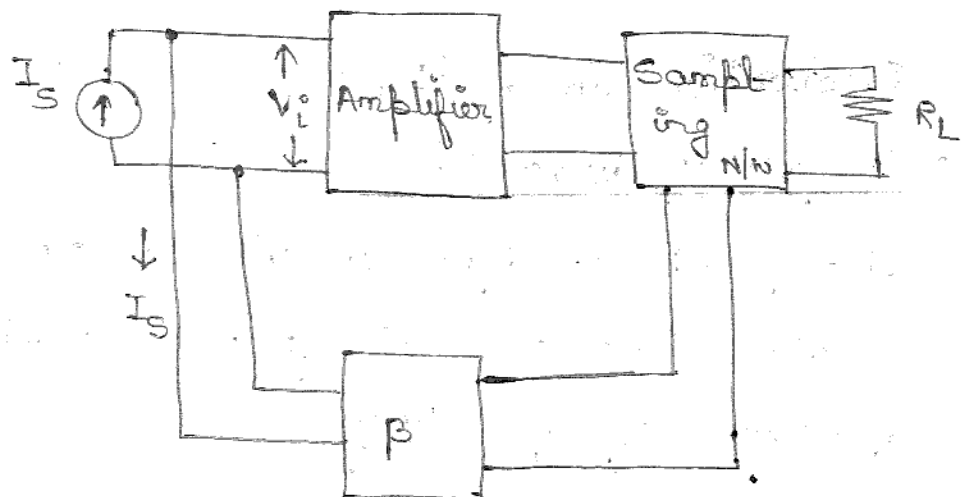 I_S
V_i
Amplifier
Sampl-
ing
N/W
R_L
I_S
β